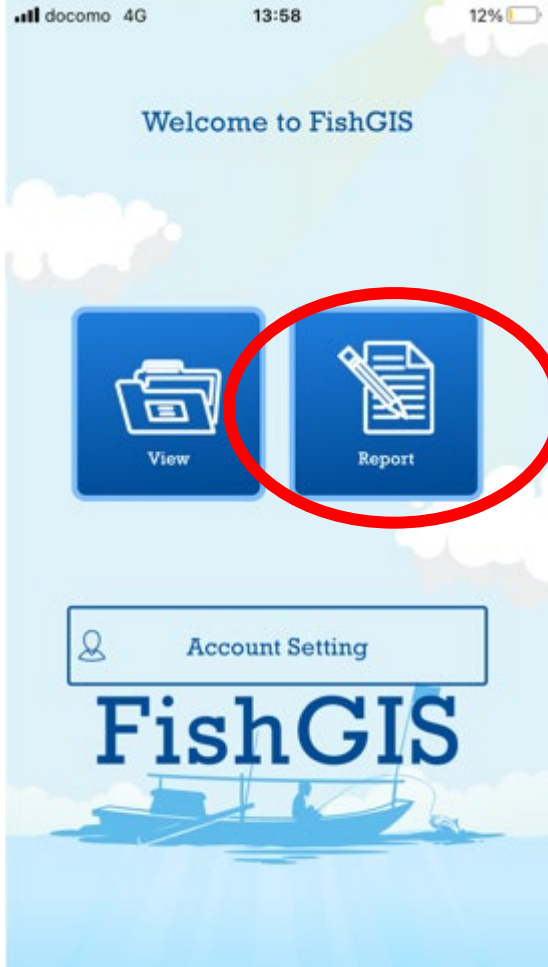 docomo 4G 13:58 12%
Welcome to FishGIS
View Report
Account Setting
FishGIS